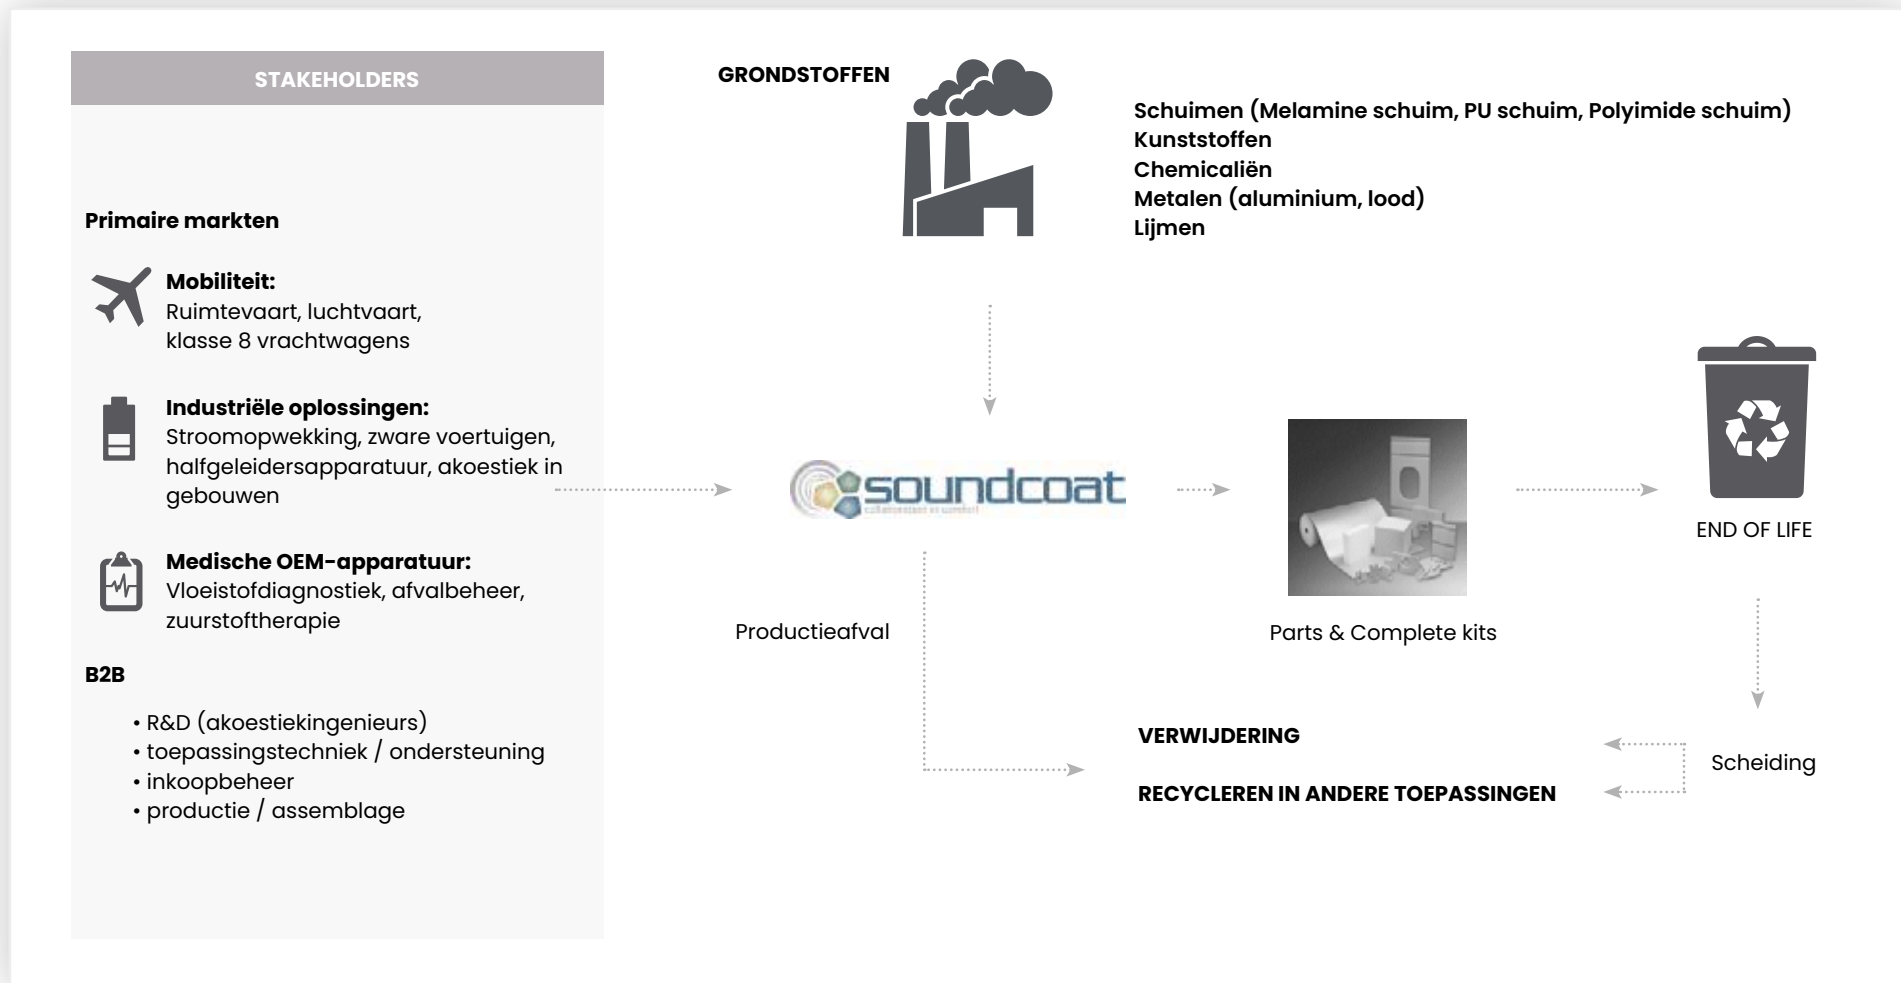 STAKEHOLDERS
Primaire markten
Mobiliteit:
Ruimtevaart, luchtvaart,
klasse 8 vrachtwagens
Industriële oplossingen:
Stroomopwekking, zware voertuigen,
halfgeleidersapparatuur, akoestiek in
gebouwen
Medische OEM-apparatuur:
Vloeistofdiagnostiek, afvalbeheer,
zuurstoftherapie
B2B
• R&D (akoestiekingenieurs)
• toepassingstechniek / ondersteuning
• inkoopbeheer
• productie / assemblage
GRONDSTOFFEN
Schuimen (Melamine schuim, PU schuim, Polyimide schuim)
Kunststoffen
Chemicaliën
Metalen (aluminium, lood)
Lijmen
soundcoat
Productieafval
Parts & Complete kits
END OF LIFE
Scheiding
VERWIJDERING
RECYCLEREN IN ANDERE TOEPASSINGEN